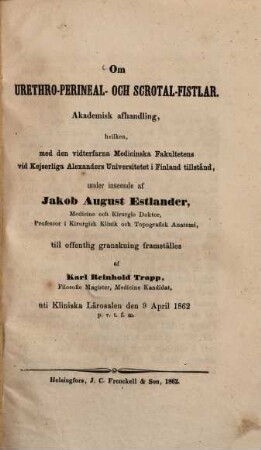 Om
URETHRO-PERINEAL- OCH SCROTAL-FISTLAR.
Akademisk afhandling,
hvilken,
med den vidterfarna Medicinska Fakultetens
vid Kejserliga Alexanders Universitetet i Finland tillstånd,
under inseende af
Jakob August Estlander,
Medicine och Kirurgie Doktor,
Professor i Kirurgisk Klinik och Topografisk Anatomi,
till offentlig granskning framställes
af
Karl Reinhold Trapp,
Filosofie Magister, Medicine Kandidat,
uti Kliniska Lärosalen den 9 April 1862
p. v. t. f. m.
Helsingfors, J. C. Frenckell & Son, 1862.